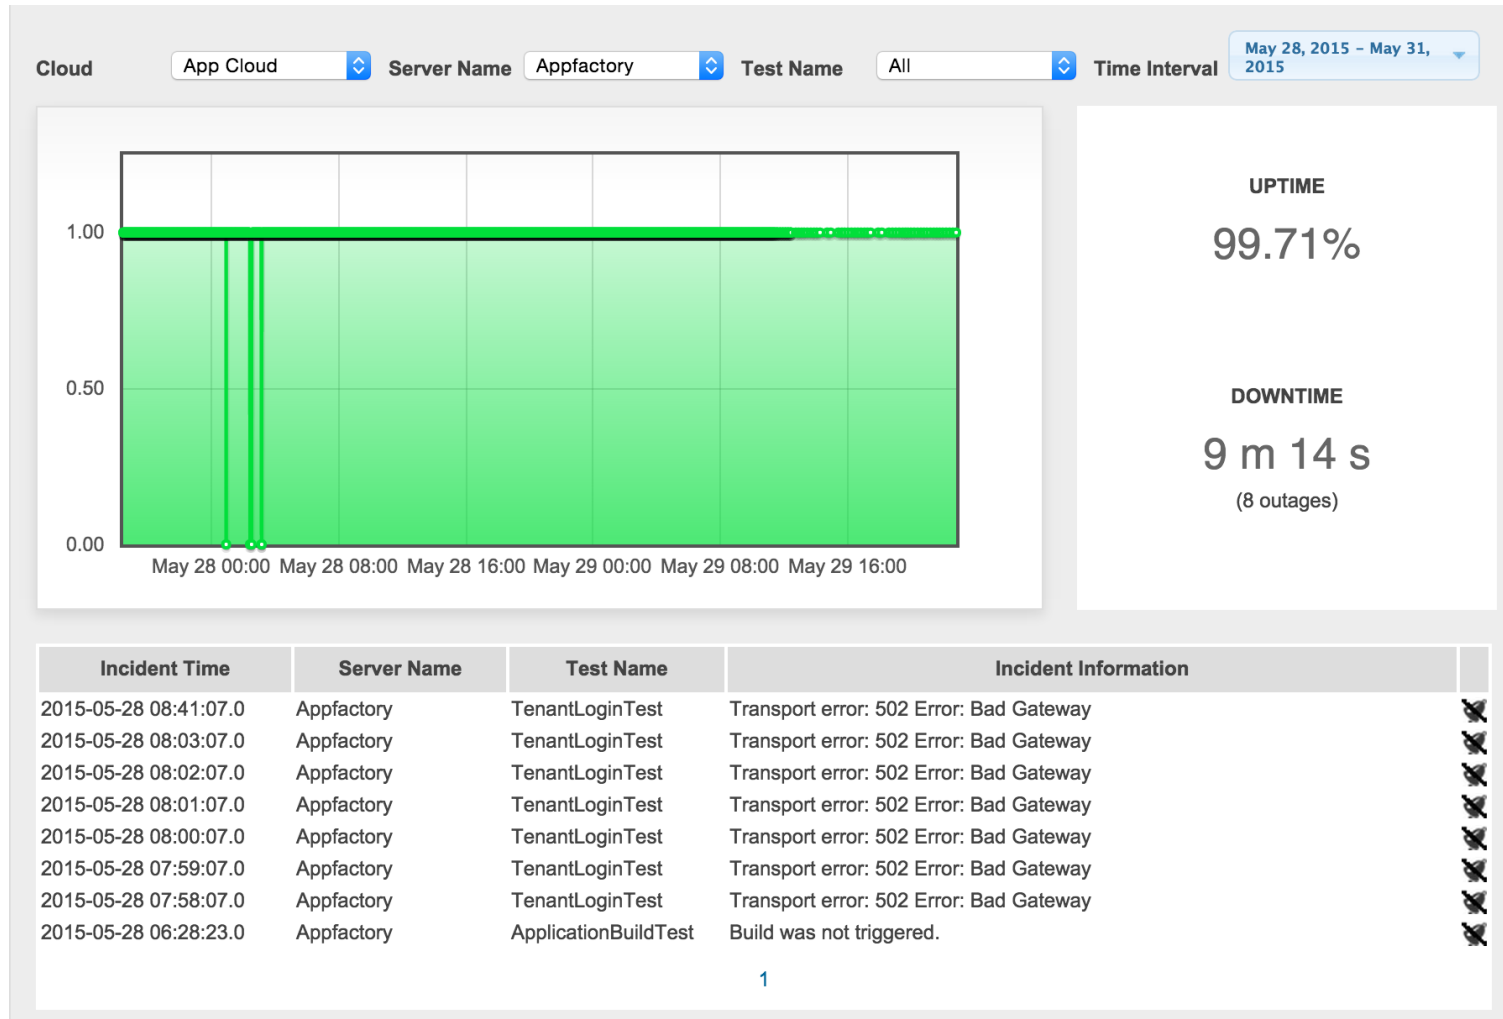 Cloud App Cloud Server Name Appfactory Test Name All Time Interval May 28, 2015 - May 31,
2015
UPTIME
99.71%
DOWNTIME
9 m 14 s
(8 outages)
1.00
0.50
0.00
May 28 00:00 May 28 08:00 May 28 16:00 May 29 00:00 May 29 08:00 May 29 16:00
Incident Time Server Name Test Name Incident Information
2015-05-28 08:41:07.0 Appfactory TenantLoginTest Transport error: 502 Error: Bad Gateway
2015-05-28 08:03:07.0 Appfactory TenantLoginTest Transport error: 502 Error: Bad Gateway
2015-05-28 08:02:07.0 Appfactory TenantLoginTest Transport error: 502 Error: Bad Gateway
2015-05-28 08:01:07.0 Appfactory TenantLoginTest Transport error: 502 Error: Bad Gateway
2015-05-28 08:00:07.0 Appfactory TenantLoginTest Transport error: 502 Error: Bad Gateway
2015-05-28 07:59:07.0 Appfactory TenantLoginTest Transport error: 502 Error: Bad Gateway
2015-05-28 07:58:07.0 Appfactory TenantLoginTest Transport error: 502 Error: Bad Gateway
2015-05-28 06:28:23.0 Appfactory ApplicationBuildTest Build was not triggered.
1